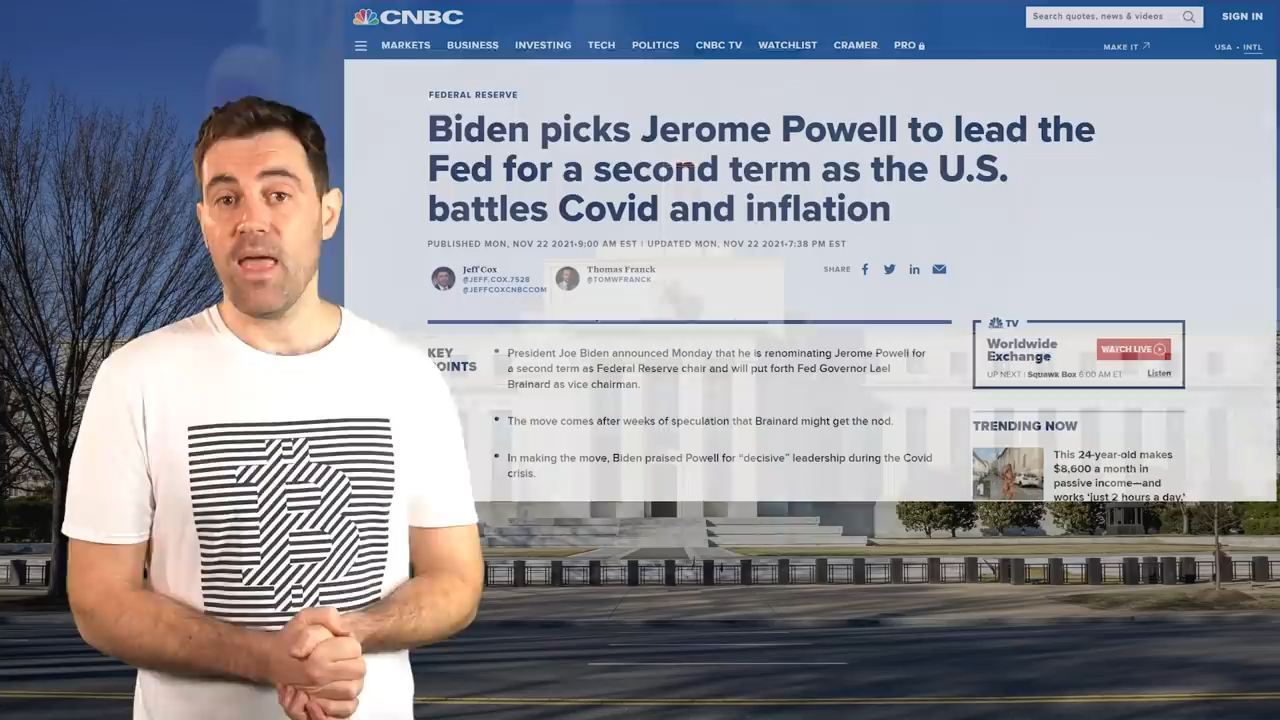 CNBC
Search quotes, news & videos
SIGN IN
MARKETS BUSINESS INVESTING TECH POLITICS CNBC TV WATCHLIST CRAMER PRO
MAKE IT
USA • INTL
FEDERAL RESERVE
Biden picks Jerome Powell to lead the
Fed for a second term as the U.S.
battles Covid and inflation
PUBLISHED MON, NOV 22 2021•9:00 AM EST | UPDATED MON, NOV 22 2021•7:38 PM EST
Jeff Cox
@JEFF.COX.7528
@JEFFCOXCNBCCOM
Thomas Franck
@TOMWFRANCK
SHARE
KEY
OINTS
• President Joe Biden announced Monday that he is renominating Jerome Powell for
a second term as Federal Reserve chair and will put forth Fed Governor Lael
Brainard as vice chairman.
• The move comes after weeks of speculation that Brainard might get the nod.
• In making the move, Biden praised Powell for “decisive” leadership during the Covid
crisis.
TV
Worldwide
Exchange
WATCH LIVE
UP NEXT | Squawk Box 6:00 AM ET
Listen
TRENDING NOW
This 24-year-old makes
$8,600 a month in
passive income—and
works ‘just 2 hours a day.’